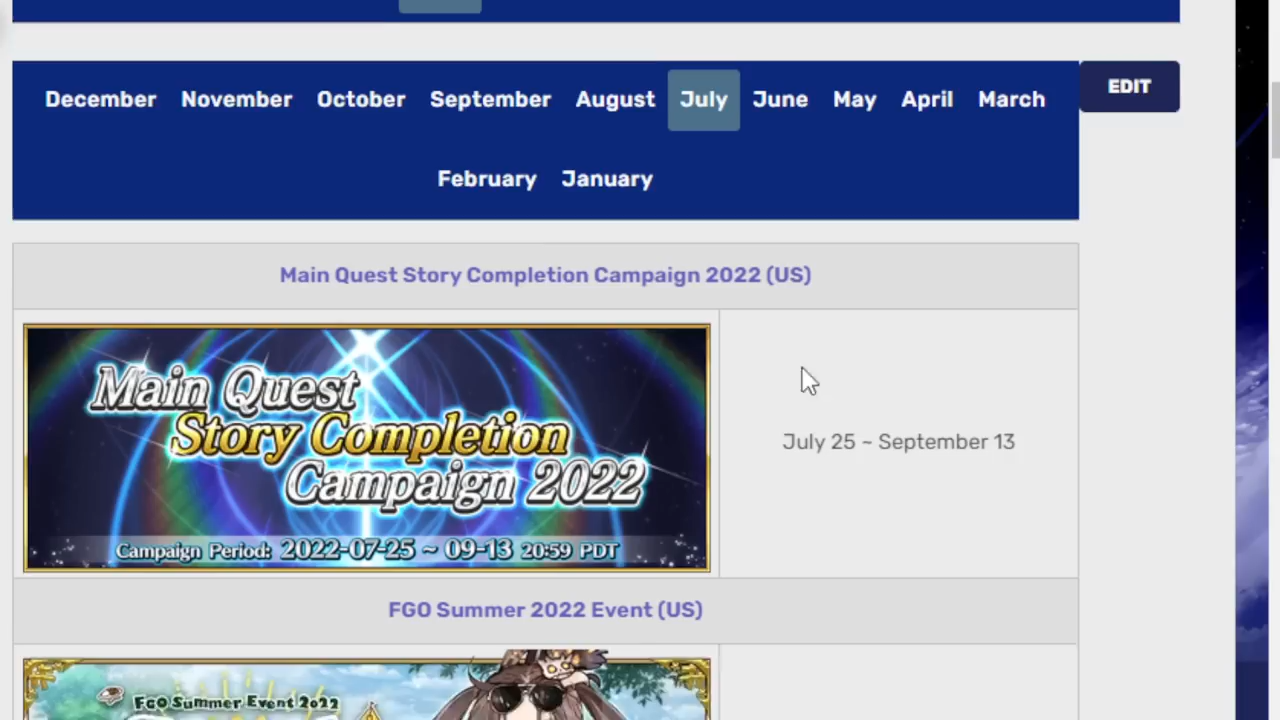 December November October September August July June May April March
EDIT
February January
Main Quest Story Completion Campaign 2022 (US)
Main Quest
Story Completion
Campaign 2022
Campaign Period: 2022-07-25 ~ 09-13 20:59 PDT
July 25 ~ September 13
FGO Summer 2022 Event (US)
FGO Summer Event 2022